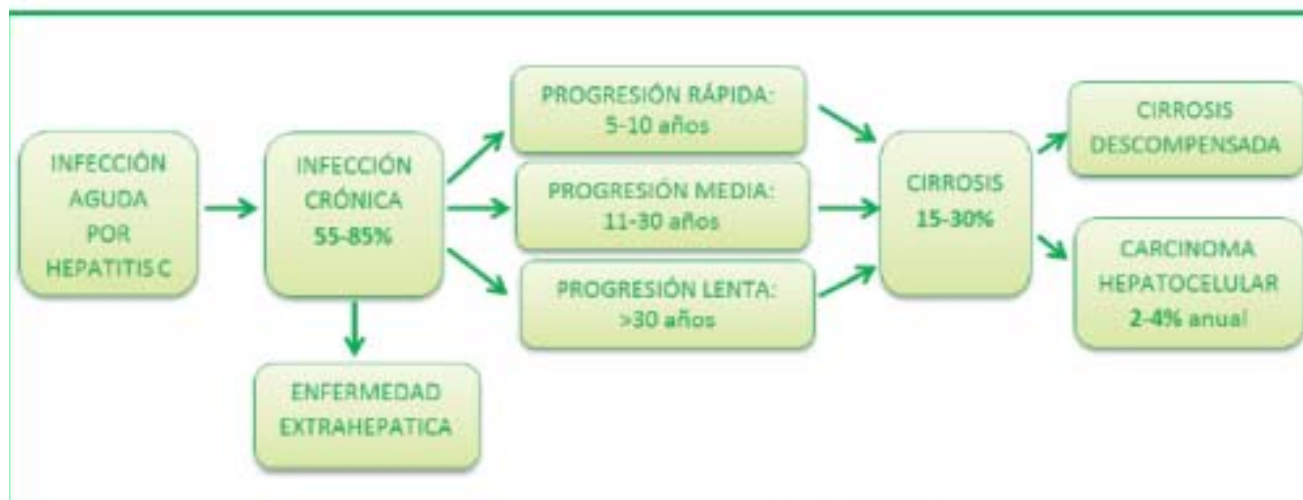 INFECCIÓN
AGUDA
POR
HEPATITIS C
INFECCIÓN
CRÓNICA
55-85%
ENFERMEDAD
EXTRAHEPATICA
PROGRESIÓN RÁPIDA:
5-10 años
PROGRESIÓN MEDIA:
11-30 años
PROGRESIÓN LENTA:
>30 años
CIRROSIS
15-30%
CIRROSIS
DESCOMPENSADA
CARCINOMA
HEPATOCELULAR
2-4% anual